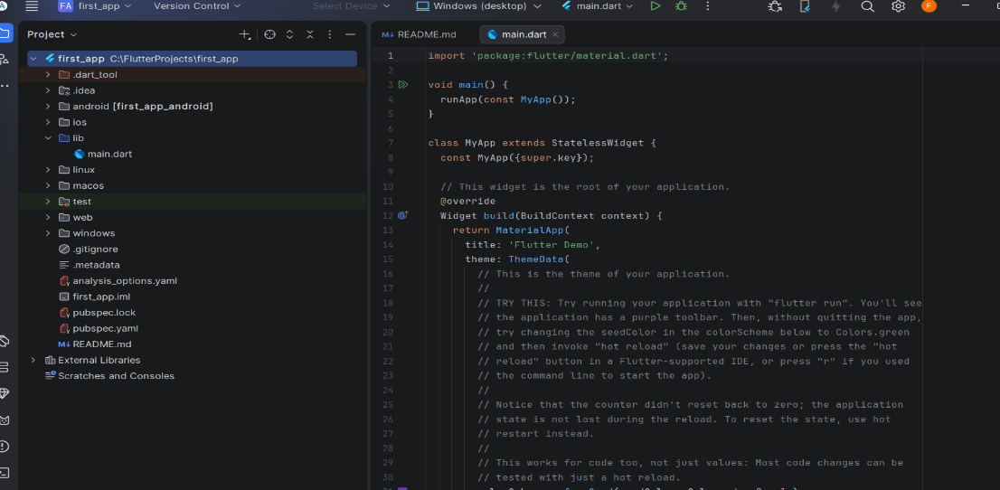 FA first_app Version Control Select Device Windows (desktop) main.dart F
Project
first_app C:\FlutterProjects\first_app
.dart_tool
.idea
android [first_app_android]
ios
lib
main.dart
linux
macos
test
web
windows
.gitignore
.metadata
analysis_options.yaml
first_app.iml
pubspec.lock
pubspec.yaml
M↓ README.md
External Libraries
Scratches and Consoles
M↓ README.md main.dart
1 import 'package:flutter/material.dart';
2
3 void main() {
4 runApp(const MyApp());
5 }
6
7 class MyApp extends StatelessWidget {
8 const MyApp({super.key});
9
10 // This widget is the root of your application.
11 @override
12 Widget build(BuildContext context) {
13 return MaterialApp(
14 title: 'Flutter Demo',
15 theme: ThemeData(
16 // This is the theme of your application.
17 //
18 // TRY THIS: Try running your application with "flutter run". You'll see
19 // the application has a purple toolbar. Then, without quitting the app,
20 // try changing the seedColor in the colorScheme below to Colors.green
21 // and then invoke "hot reload" (save your changes or press the "hot
22 // reload" button in a Flutter-supported IDE, or press "r" if you used
23 // the command line to start the app).
24 //
25 // Notice that the counter didn't reset back to zero; the application
26 // state is not lost during the reload. To reset the state, use hot
27 // restart instead.
28 //
29 // This works for code too, not just values: Most code changes can be
30 // tested with just a hot reload.